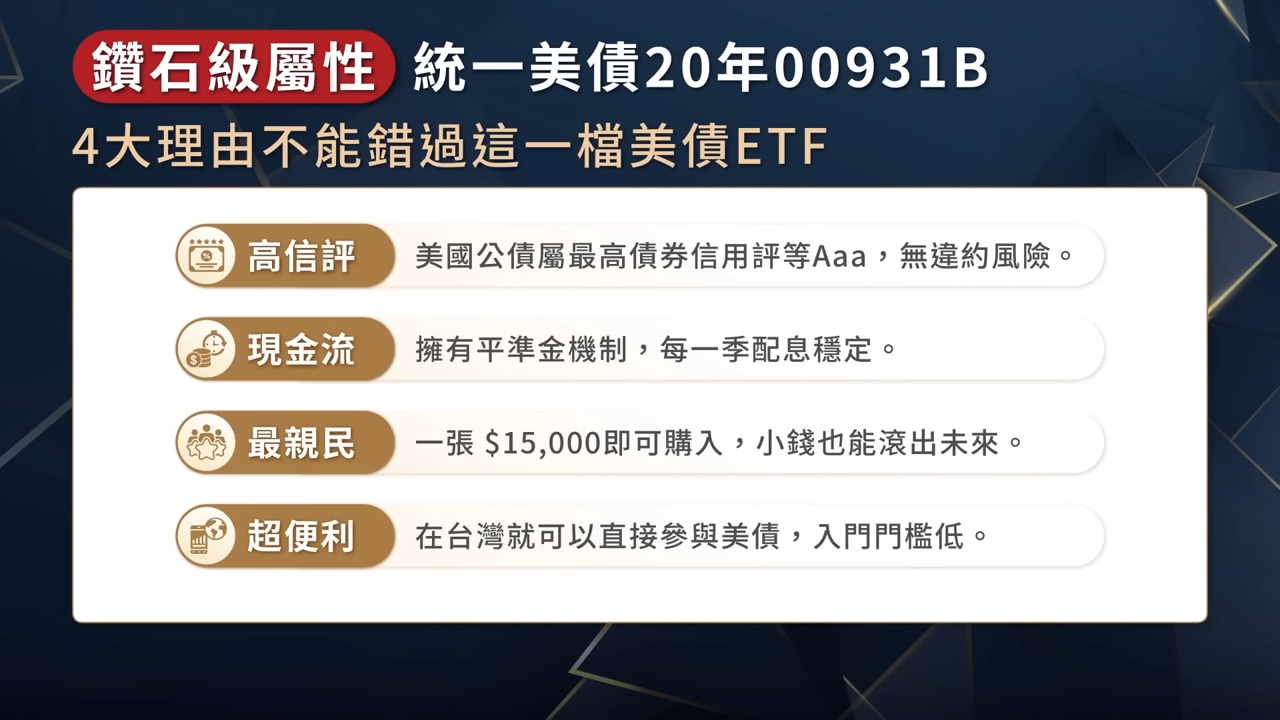 鑽石級屬性 統一美債20年00931B
4大理由不能錯過這一檔美債ETF
高信評 美國公債屬最高債券信用評等Aaa，無違約風險。
現金流 擁有平準金機制，每一季配息穩定。
最親民 一張 $15,000即可購入，小錢也能滾出未來。
超便利 在台灣就可以直接參與美債，入門門檻低。